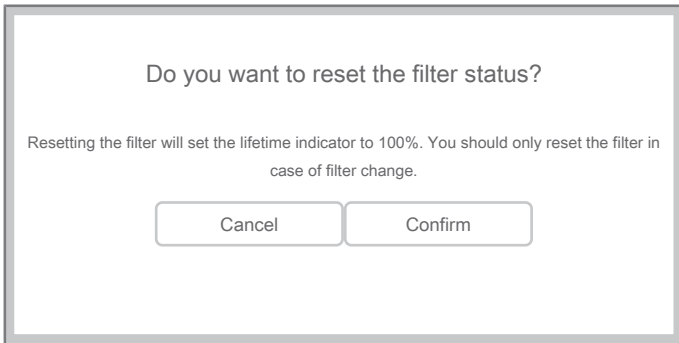 Do you want to reset the filter status?
Resetting the filter will set the lifetime indicator to 100%. You should only reset the filter in
case of filter change.
Cancel
Confirm